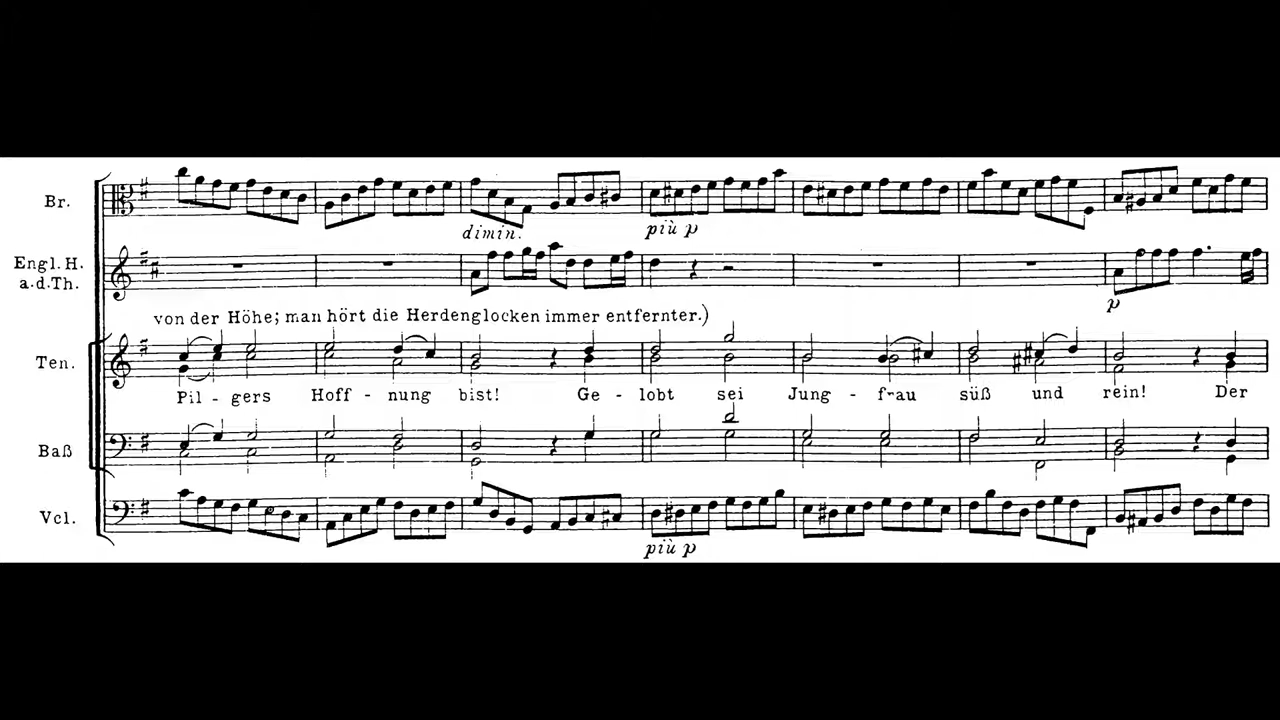 Br.
dimin.
più p
Engl. H.
a.d.Th.
p
von der Höhe; man hört die Herdenglocken immer entfernter.)
Ten.
Pil - gers Hoff - nung bist! Ge - lobt sei Jung - frau süß und rein! Der
Baß
Vcl.
più p